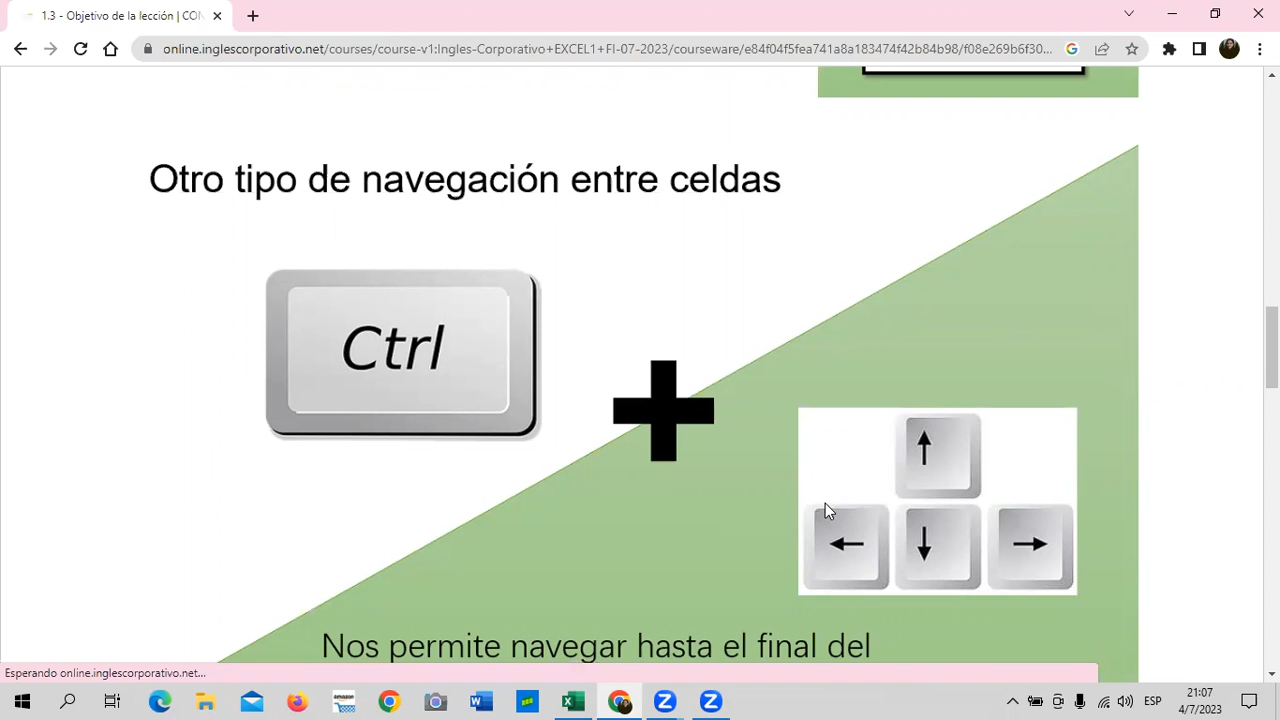 1.3 - Objetivo de la lección | CON
online.inglescorporativo.net/courses/course-v1:Ingles-Corporativo+EXCEL1+FI-07-2023/courseware/e84f04f5fea741a3a183474f42b84b90/f08e269b6f30...
Otro tipo de navegación entre celdas
Ctrl
Nos permite navegar hasta el final del
Esperando online.inglescorporativo.net...
ESP
21:07
4/7/2023